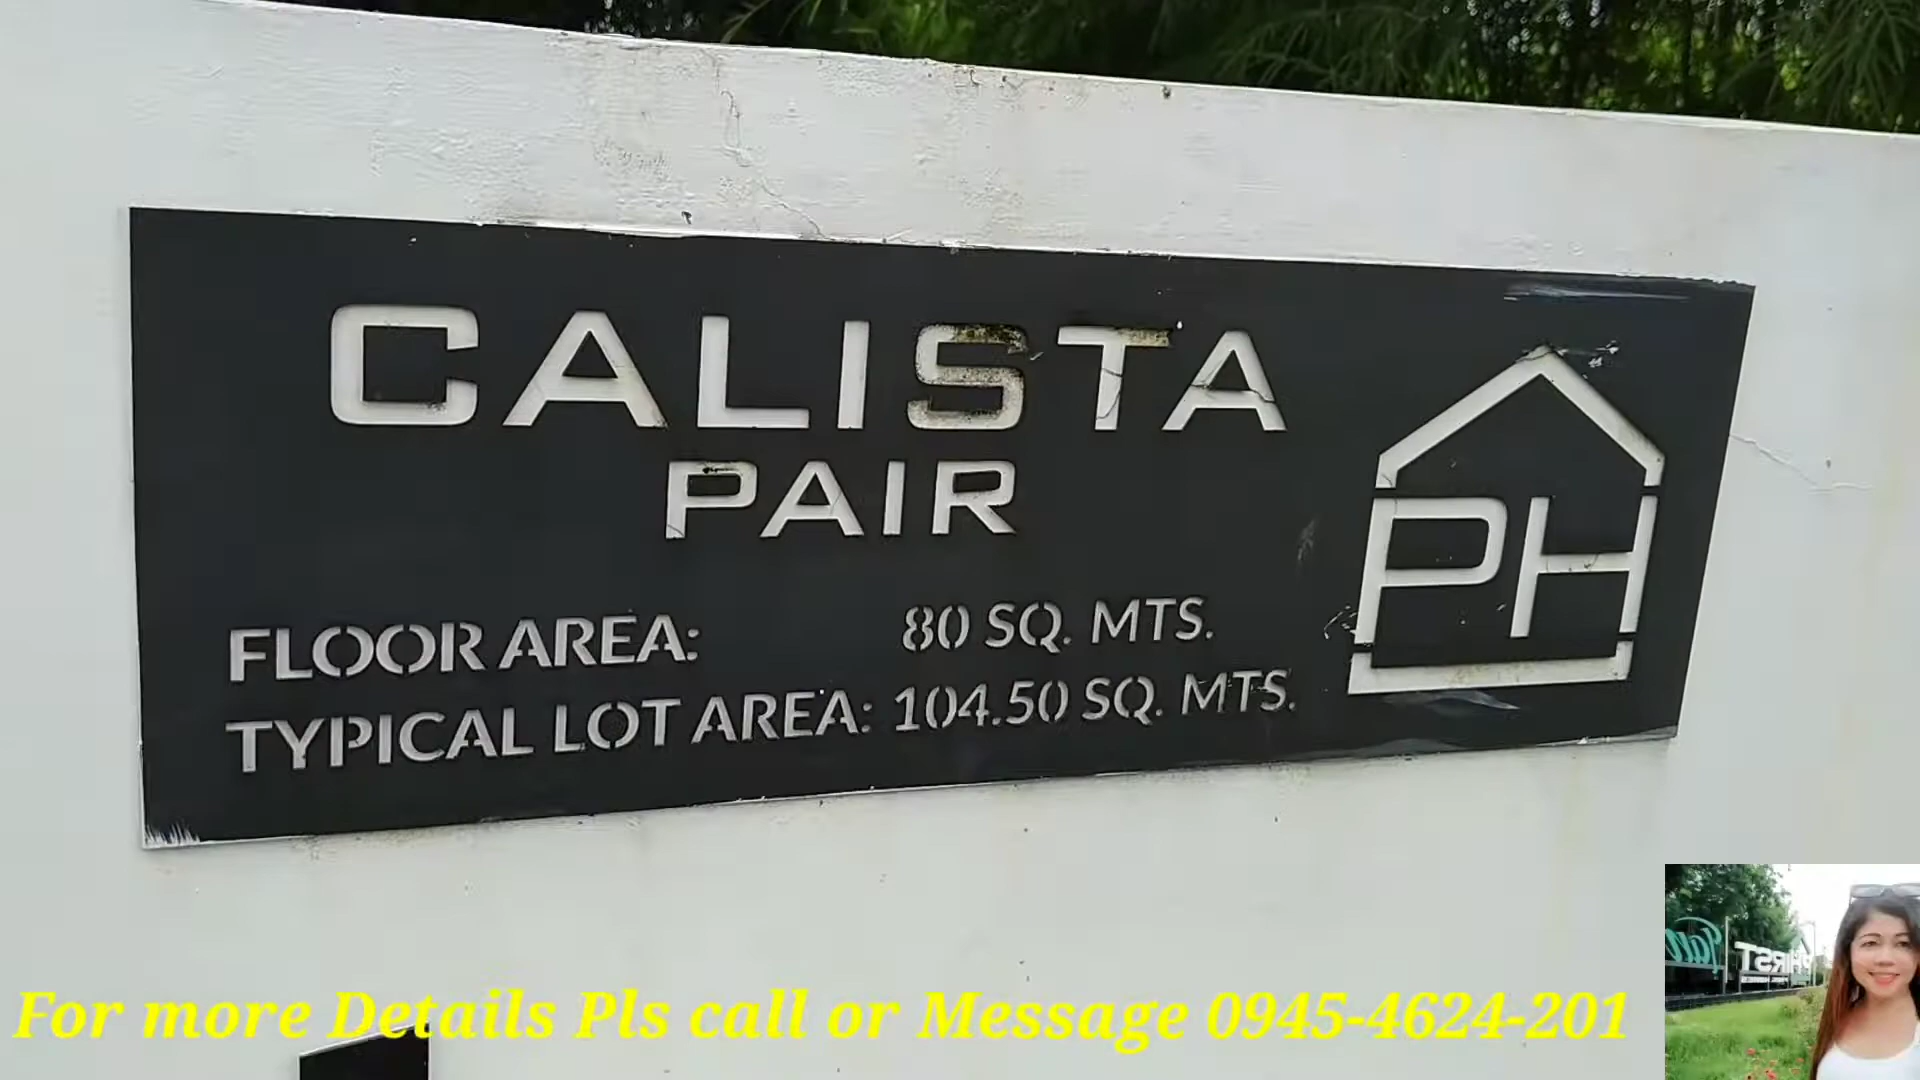 CALISTA
PAIR
PH
FLOOR AREA: 80 SQ. MTS.
TYPICAL LOT AREA: 104.50 SQ. MTS.
For more Details Pls call or Message 0945-4624-201